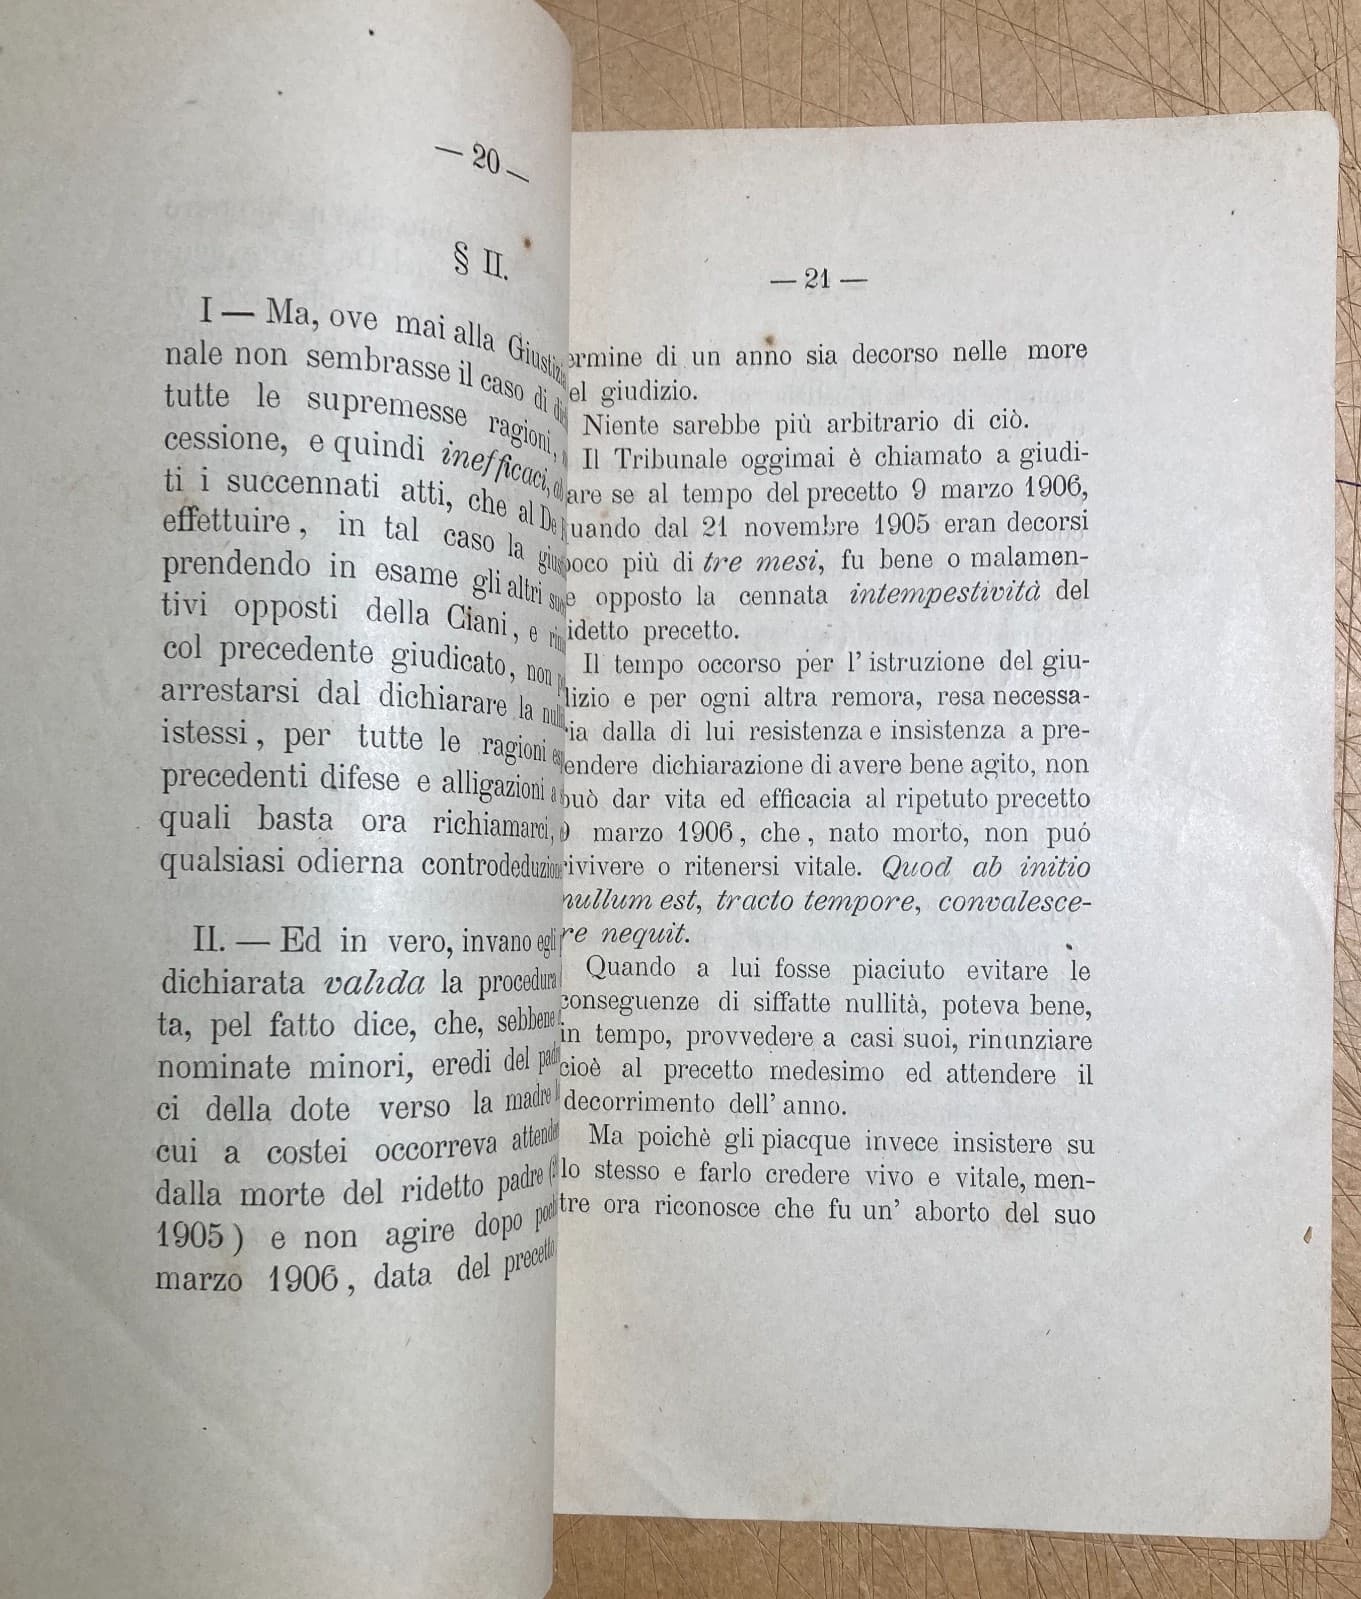 — 20 —
§ II.
I — Ma, ove mai alla
nale non sembrasse il caso di
tutte le supremesse ragioni,
cessione, e quindi inefficaci,
ti i succennati atti, che al De
effettuire, in tal caso la
prendendo in esame gli altri
tivi opposti della Ciani, e
col precedente giudicato, non
arrestarsi dal dichiarare la
istessi, per tutte le ragioni
precedenti difese e alligazioni a
quali basta ora richiamarci,
qualsiasi odierna
II. — Ed in vero, invano egli
dichiarata valida la procedura
ta, pel fatto dice, che, sebbene
nominate minori, eredi del
ci della dote verso la madre
cui a costei occorreva
dalla morte del ridetto padre
1905) e non agire dopo
marzo 1906, data del precetto
— 21 —
ermine di un anno sia decorso nelle more
el giudizio.
Niente sarebbe più arbitrario di ciò.
Il Tribunale oggimai è chiamato a giudi-
are se al tempo del precetto 9 marzo 1906,
uando dal 21 novembre 1905 eran decorsi
poco più di tre mesi, fu bene o malamen-
e opposto la cennata intempestività del
idetto precetto.
Il tempo occorso per l' istruzione del giu-
dizio e per ogni altra remora, resa necessa-
ria dalla di lui resistenza e insistenza a pre-
endere dichiarazione di avere bene agito, non
può dar vita ed efficacia al ripetuto precetto
9 marzo 1906, che, nato morto, non puó
rivivere o ritenersi vitale. Quod ab initio
nullum est, tracto tempore, convalesce-
re nequit.
Quando a lui fosse piaciuto evitare le
conseguenze di siffatte nullità, poteva bene,
in tempo, provvedere a casi suoi, rinunziare
cioè al precetto medesimo ed attendere il
decorrimento dell' anno.
Ma poichè gli piacque invece insistere su
lo stesso e farlo credere vivo e vitale, men-
tre ora riconosce che fu un' aborto del suo